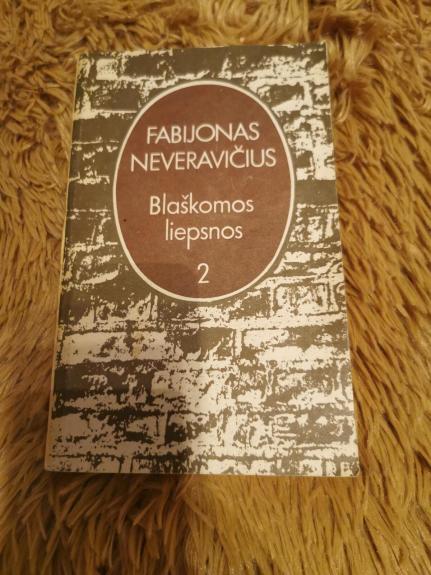 FABIJONAS
NEVERAVIČIUS
Blaškomos
liepsnos
2